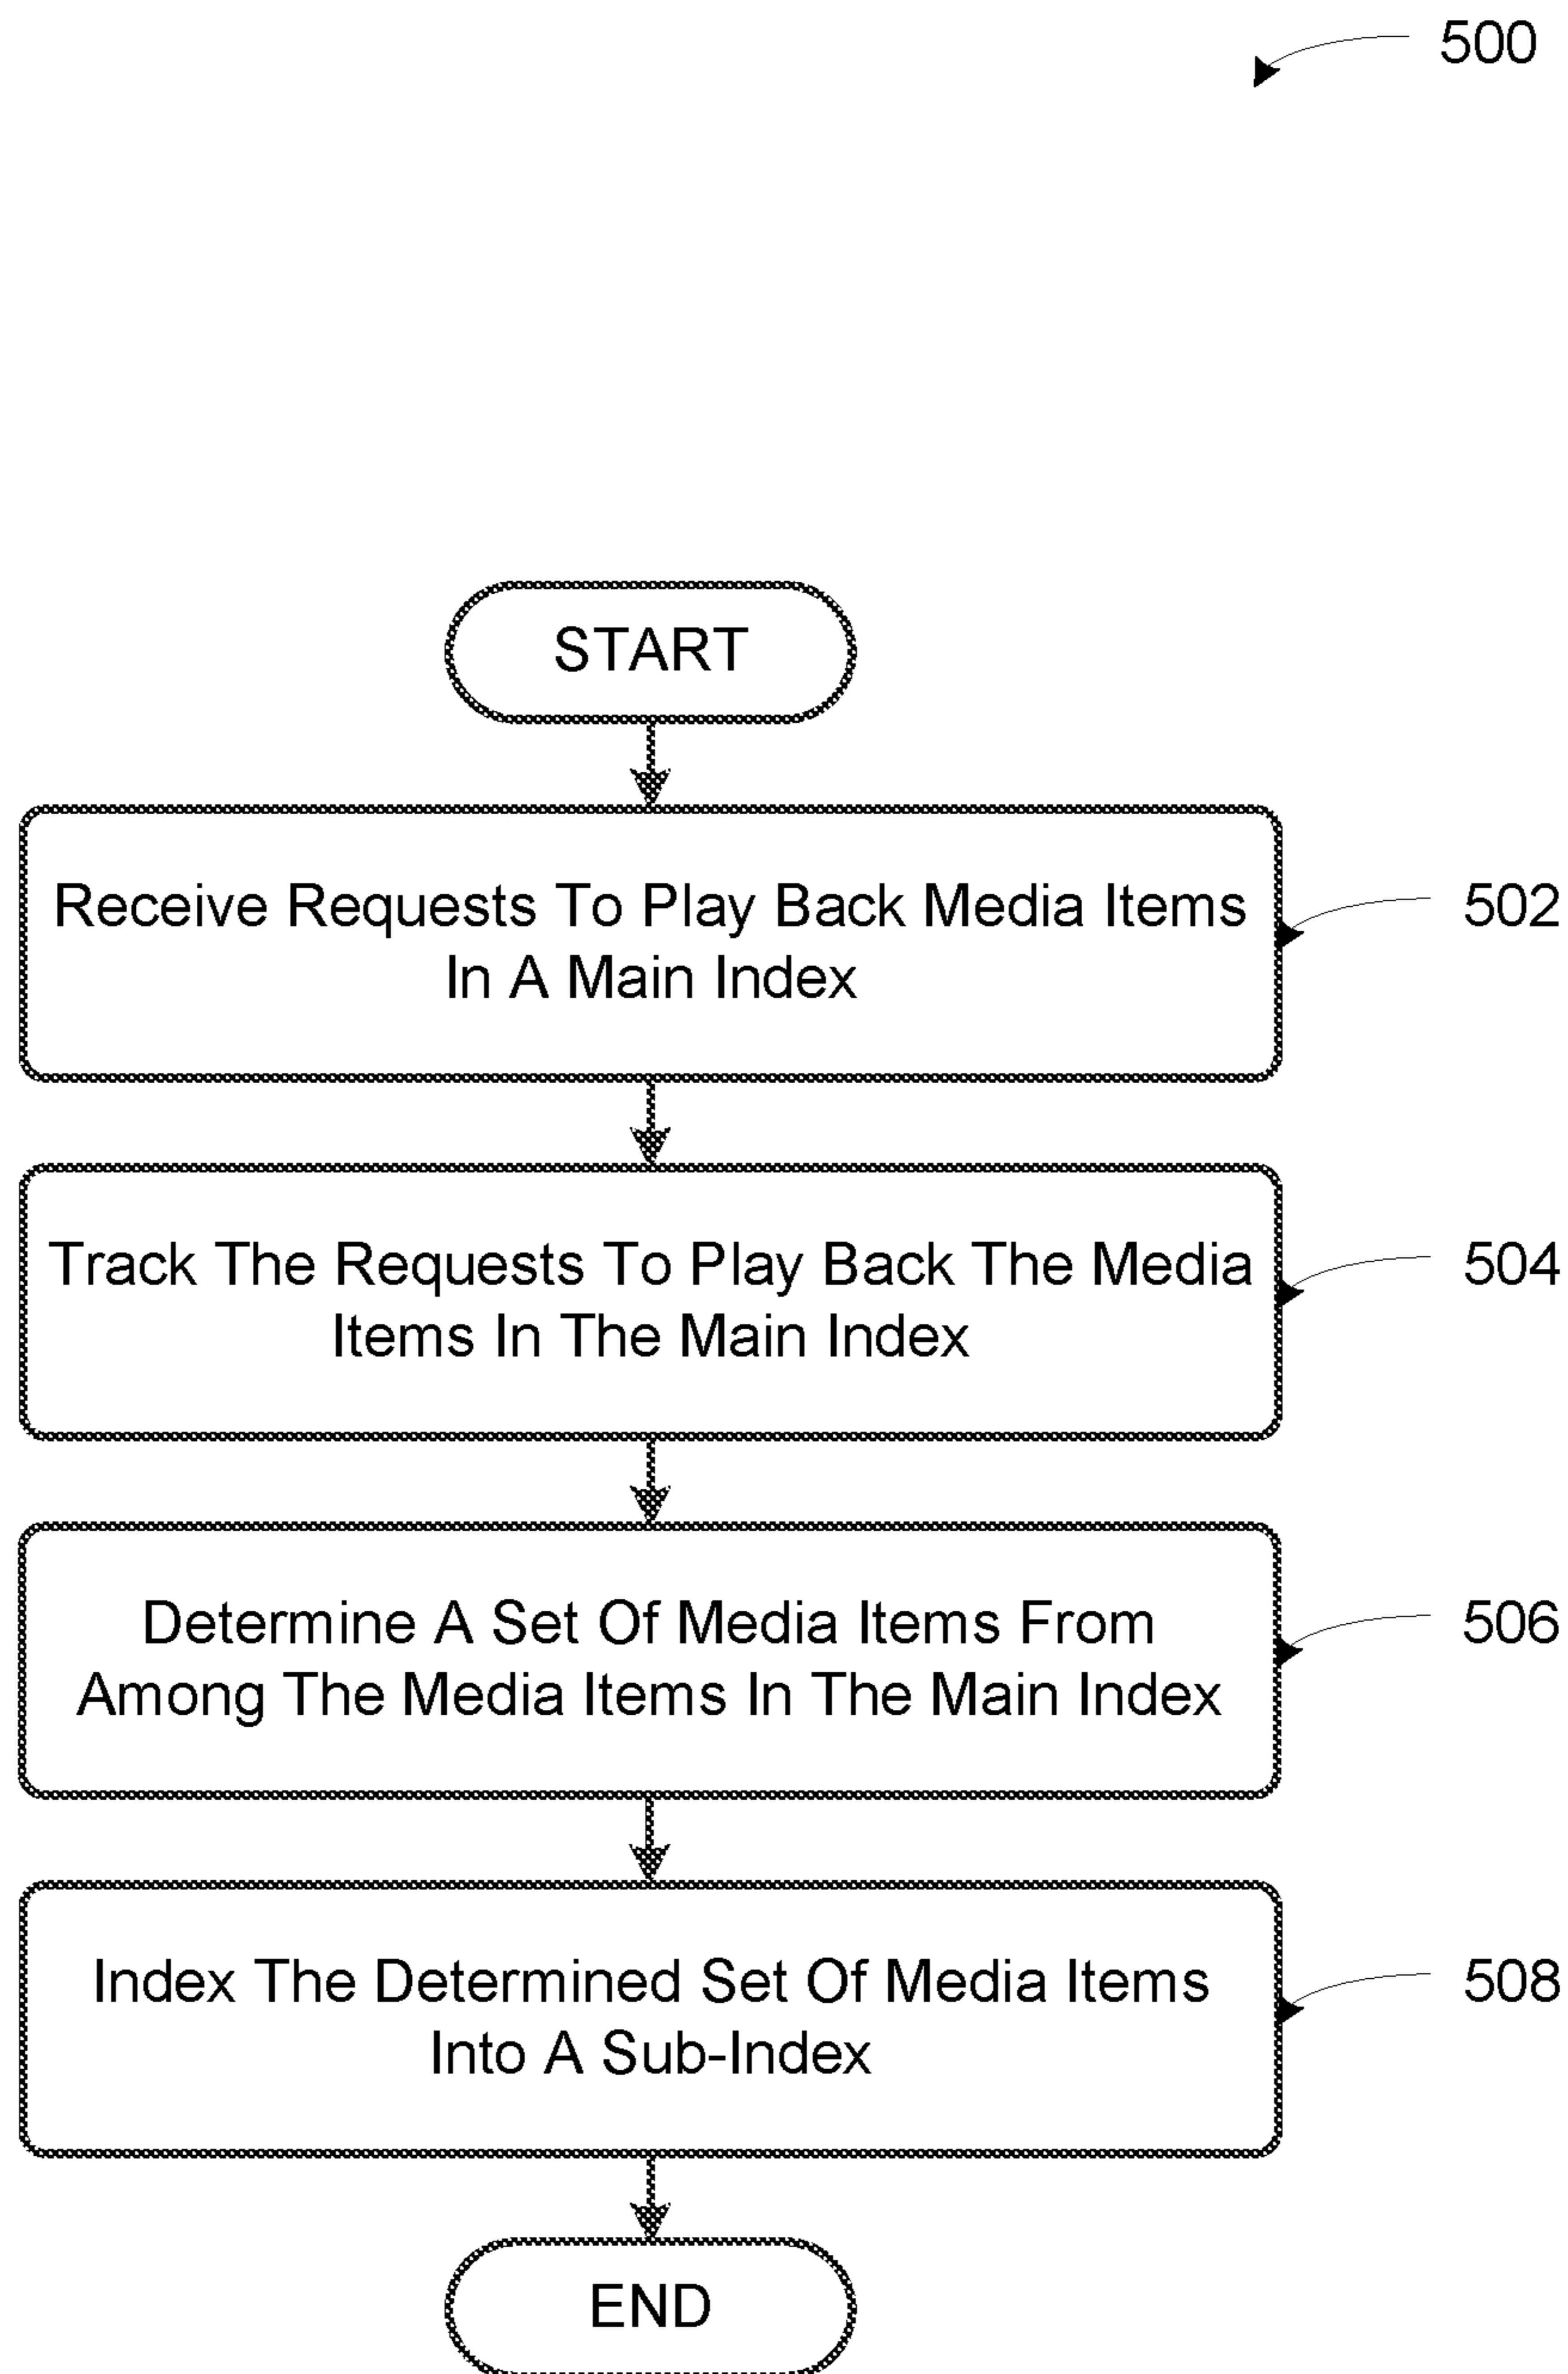 500
START
Receive Requests To Play Back Media Items
In A Main Index
502
Track The Requests To Play Back The Media
Items In The Main Index
504
Determine A Set Of Media Items From
Among The Media Items In The Main Index
506
Index The Determined Set Of Media Items
Into A Sub-Index
508
END